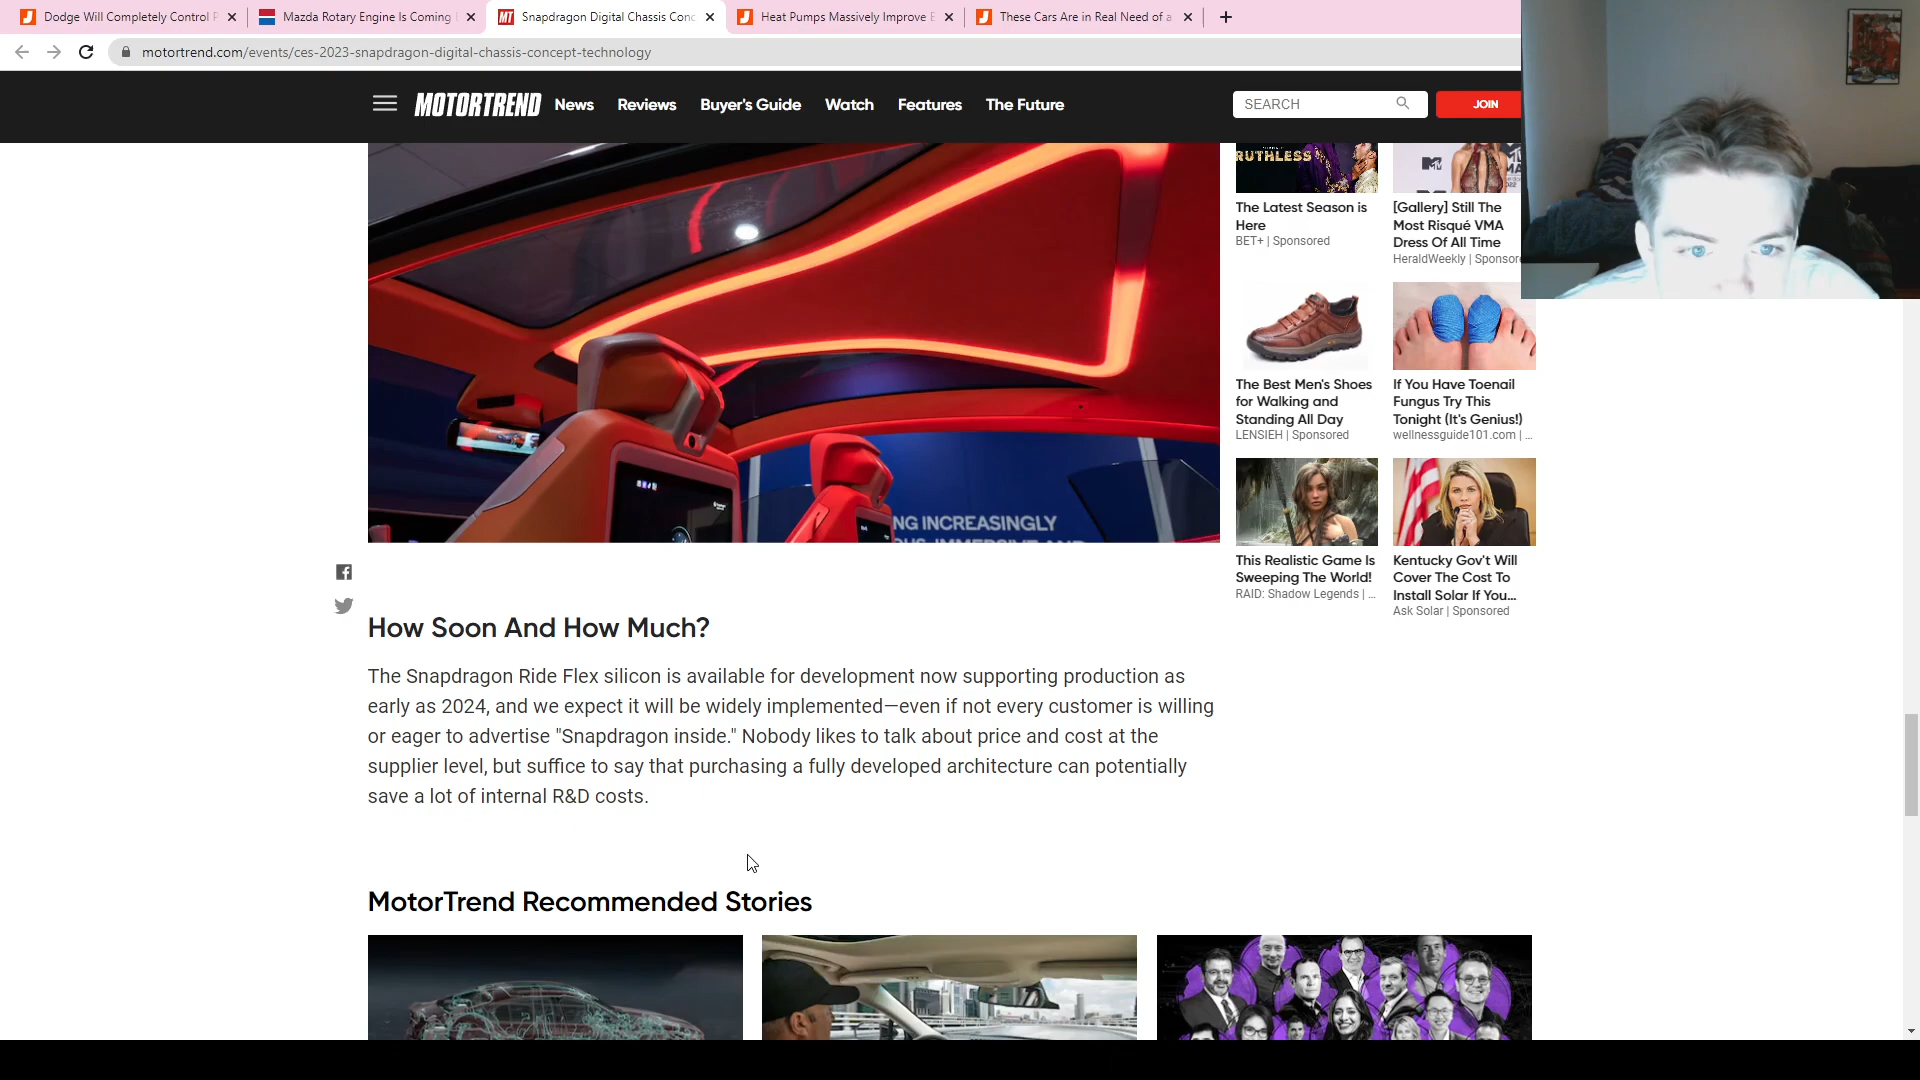 Dodge Will Completely Control P
Mazda Rotary Engine Is Coming
Snapdragon Digital Chassis Conc
Heat Pumps Massively Improve E
These Cars Are in Real Need of a
motortrend.com/events/ces-2023-snapdragon-digital-chassis-concept-technology
MOTORTREND News Reviews Buyer's Guide Watch Features The Future
SEARCH
JOIN
RUTHLESS
The Latest Season is
Here
BET+ | Sponsored
[Gallery] Still The
Most Risqué VMA
Dress Of All Time
HeraldWeekly | Sponsore
The Best Men's Shoes
for Walking and
Standing All Day
LENSIEH | Sponsored
If You Have Toenail
Fungus Try This
Tonight (It's Genius!)
wellnessguide101.com | ...
This Realistic Game Is
Sweeping The World!
RAID: Shadow Legends | ...
Kentucky Gov't Will
Cover The Cost To
Install Solar If You...
Ask Solar | Sponsored
NG INCREASINGLY
How Soon And How Much?
The Snapdragon Ride Flex silicon is available for development now supporting production as
early as 2024, and we expect it will be widely implemented—even if not every customer is willing
or eager to advertise "Snapdragon inside." Nobody likes to talk about price and cost at the
supplier level, but suffice to say that purchasing a fully developed architecture can potentially
save a lot of internal R&D costs.
MotorTrend Recommended Stories